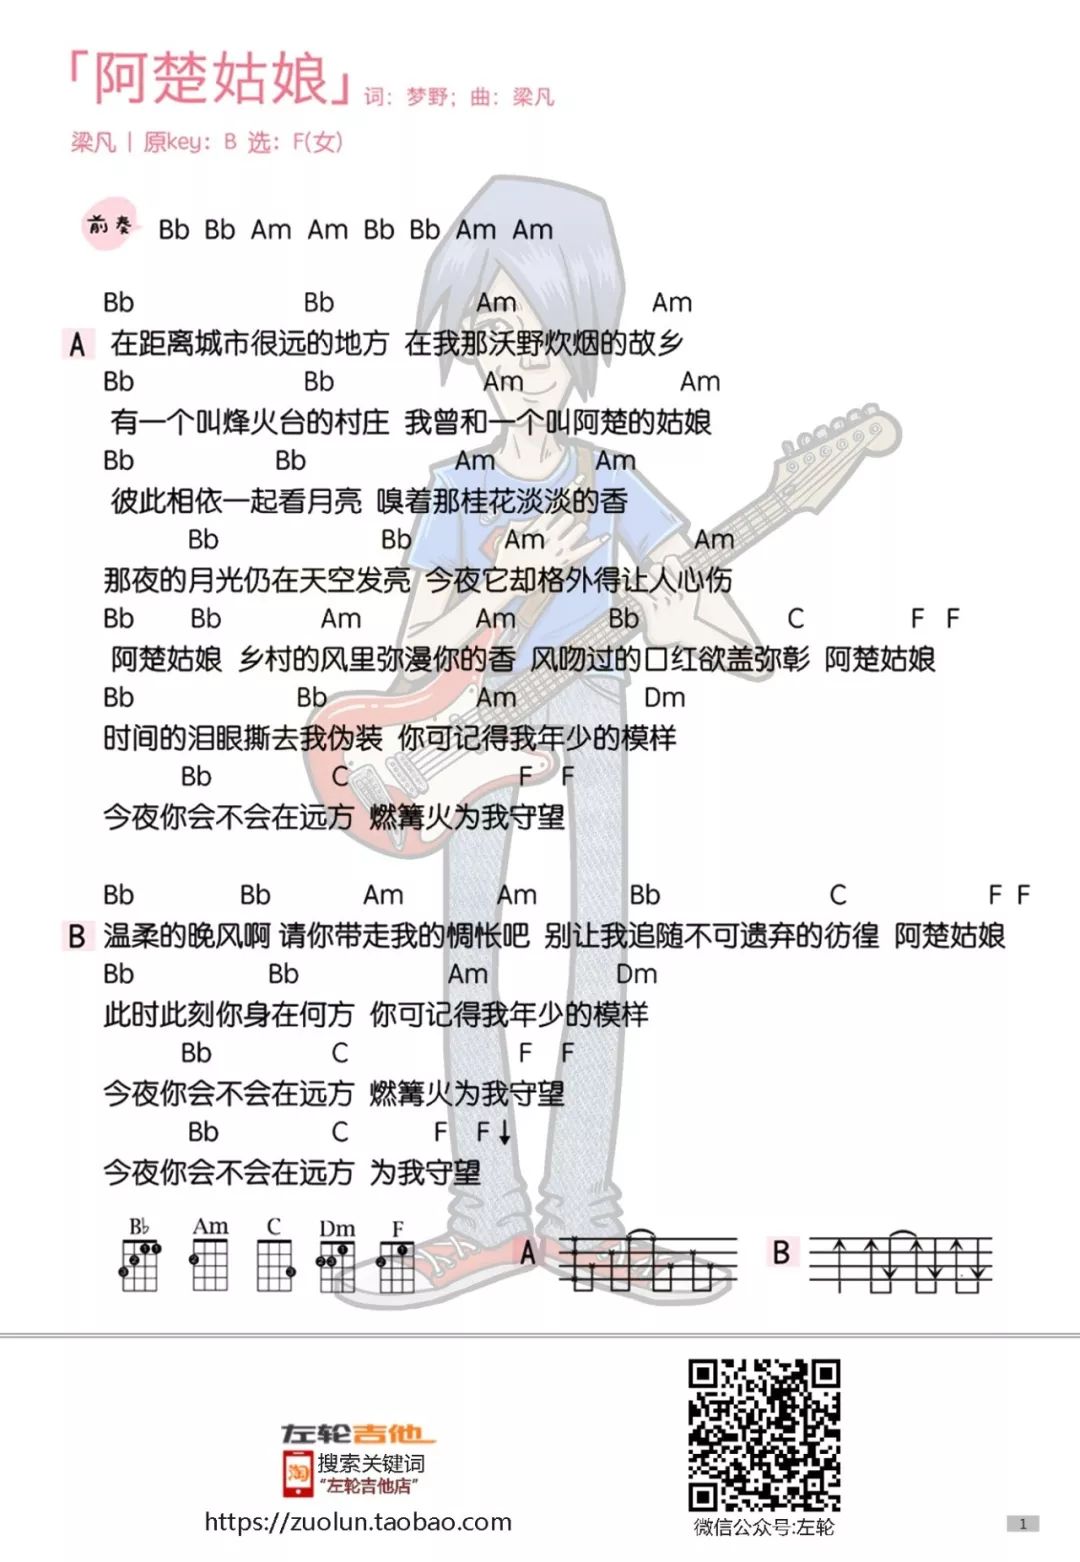 「阿楚姑娘」 词：梦野；曲：梁凡
梁凡 | 原key：B 选：F(女)
前奏 Bb Bb Am Am Bb Bb Am Am
Bb Bb Am Am
A 在距离城市很远的地方 在我那沃野炊烟的故乡
Bb Bb Am Am
有一个叫烽火台的村庄 我曾和一个叫阿楚的姑娘
Bb Bb Am Am
彼此相依一起看月亮 嗅着那桂花淡淡的香
Bb Bb Am Am
那夜的月光仍在天空发亮 今夜它却格外得让人心伤
Bb Bb Am Am Bb C F F
阿楚姑娘 乡村的风里弥漫你的香 风吻过的口红欲盖弥彰 阿楚姑娘
Bb Bb Am Dm
时间的泪眼撕去我伪装 你可记得我年少的模样
Bb C F F
今夜你会不会在远方 燃篝火为我守望
Bb Bb Am Am Bb C F F
B 温柔的晚风啊 请你带走我的惆怅吧 别让我追随不可遗弃的彷徨 阿楚姑娘
Bb Bb Am Dm
此时此刻你身在何方 你可记得我年少的模样
Bb C F F
今夜你会不会在远方 燃篝火为我守望
Bb C F F↓
今夜你会不会在远方 为我守望
B♭ Am C Dm F A B
左轮吉他
淘 搜索关键词
“左轮吉他店”
https://zuolun.taobao.com
微信公众号:左轮
1